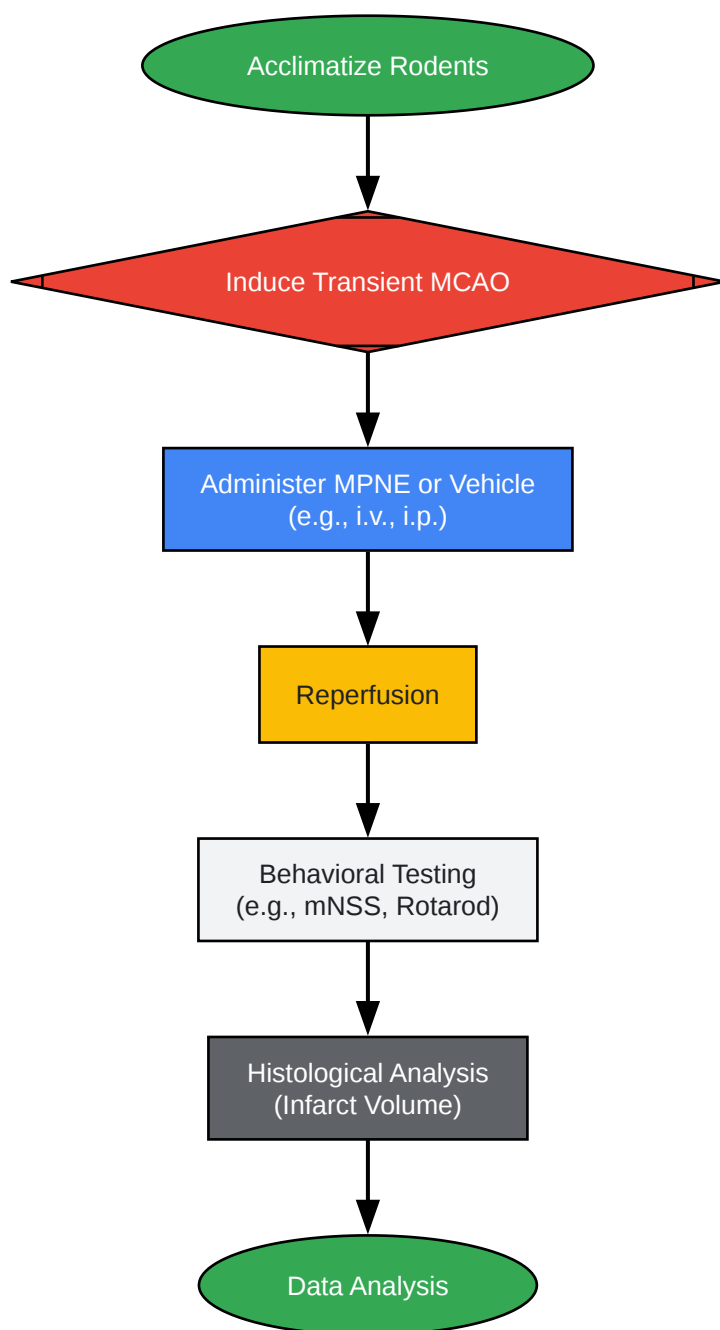 Acclimatize Rodents
Induce Transient MCAO
Administer MPNE or Vehicle
(e.g., i.v., i.p.)
Reperfusion
Behavioral Testing
(e.g., mNSS, Rotarod)
Histological Analysis
(Infarct Volume)
Data Analysis